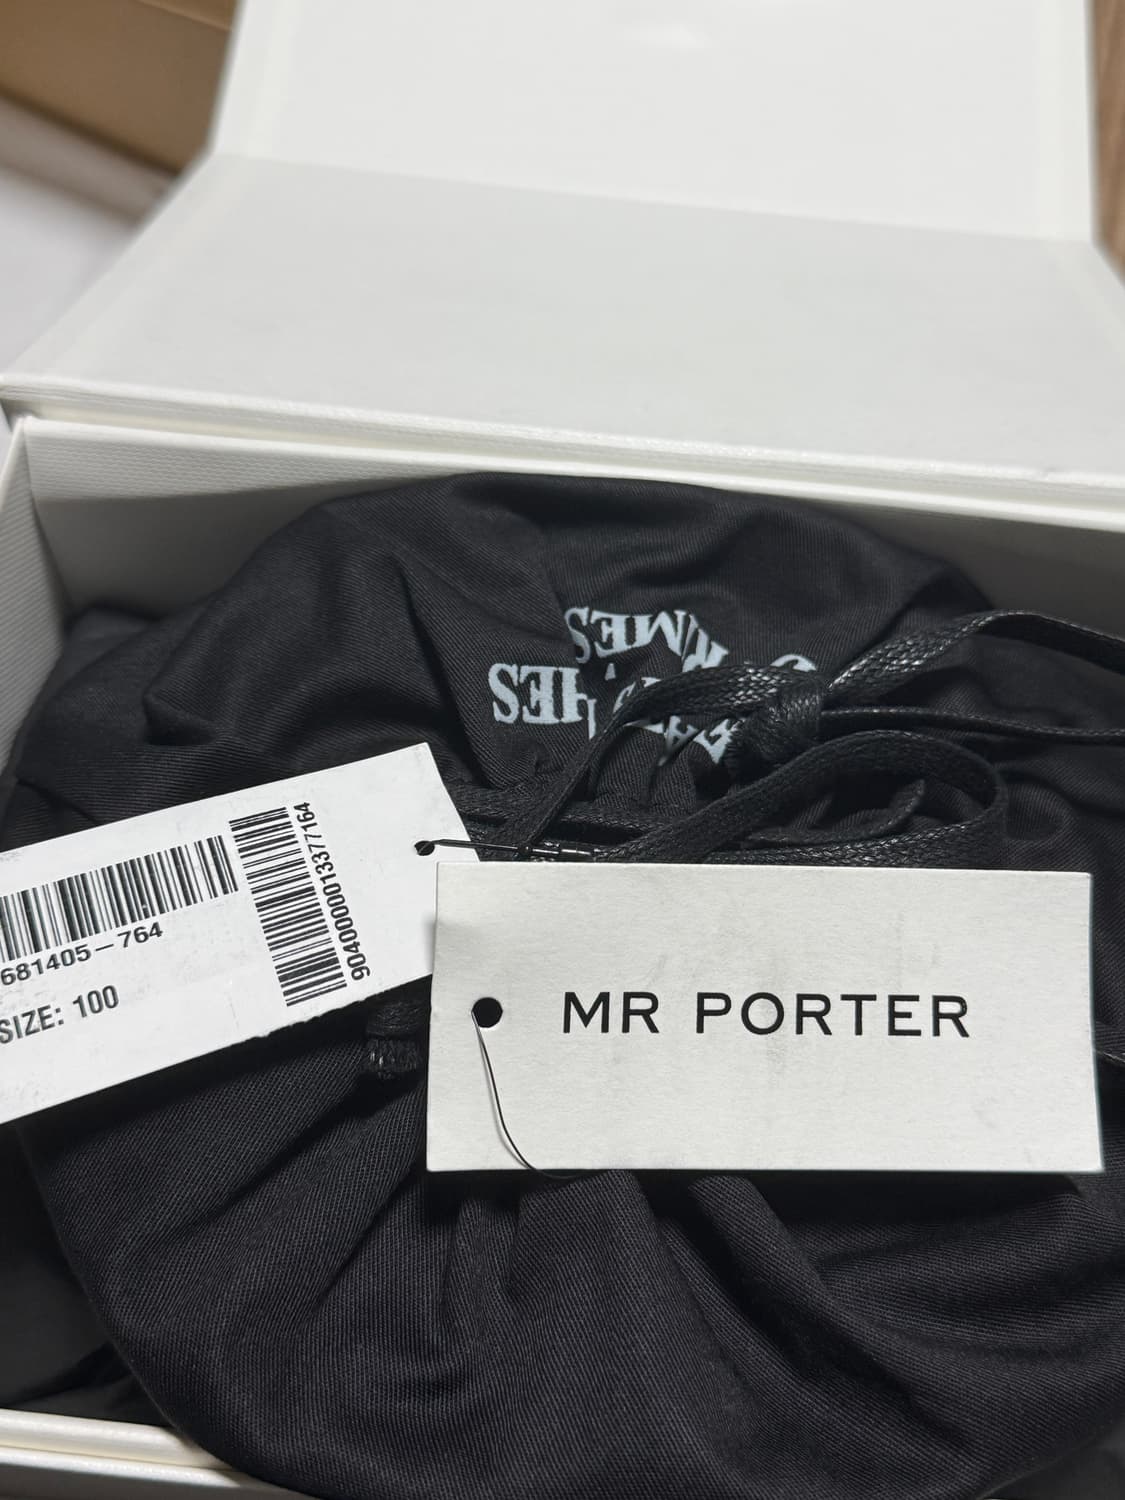 681405-764
SIZE: 100
9040000013377164
MR PORTER